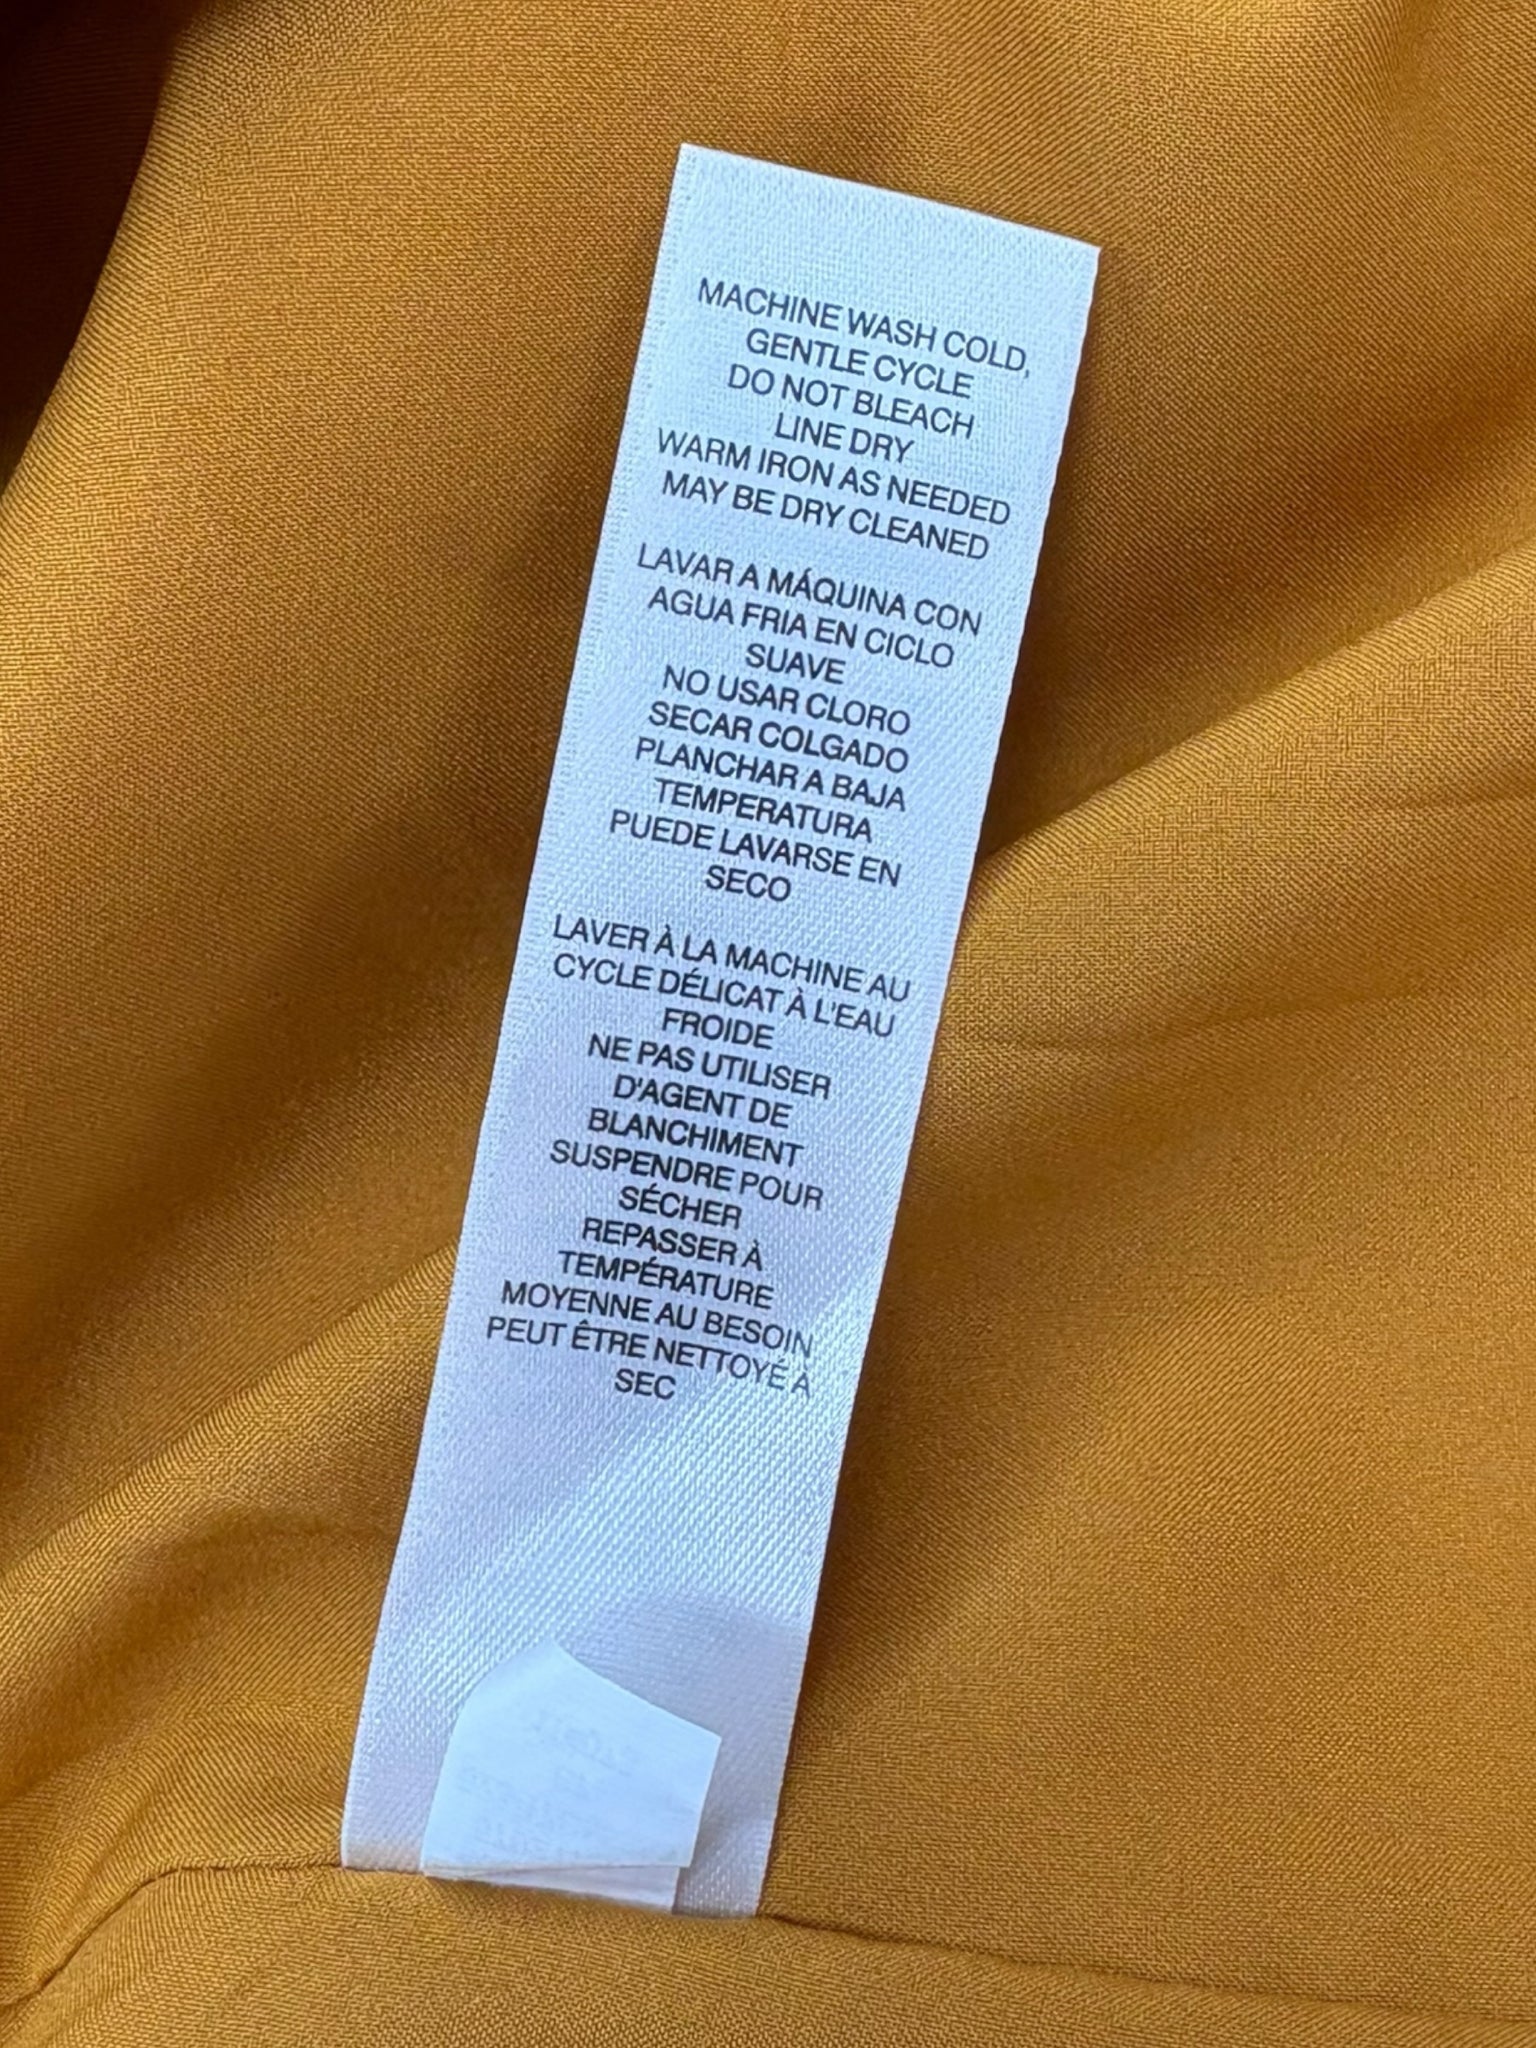 MACHINE WASH COLD,
GENTLE CYCLE
DO NOT BLEACH
LINE DRY
WARM IRON AS NEEDED
MAY BE DRY CLEANED
LAVAR A MÁQUINA CON
AGUA FRIA EN CICLO
SUAVE
NO USAR CLORO
SECAR COLGADO
PLANCHAR A BAJA
TEMPERATURA
PUEDE LAVARSE EN
SECO
LAVER À LA MACHINE AU
CYCLE DÉLICAT À L'EAU
FROIDE
NE PAS UTILISER
D'AGENT DE
BLANCHIMENT
SUSPENDRE POUR
SÉCHER
REPASSER À
TEMPÉRATURE
MOYENNE AU BESOIN
PEUT ÊTRE NETTOYÉ À
SEC